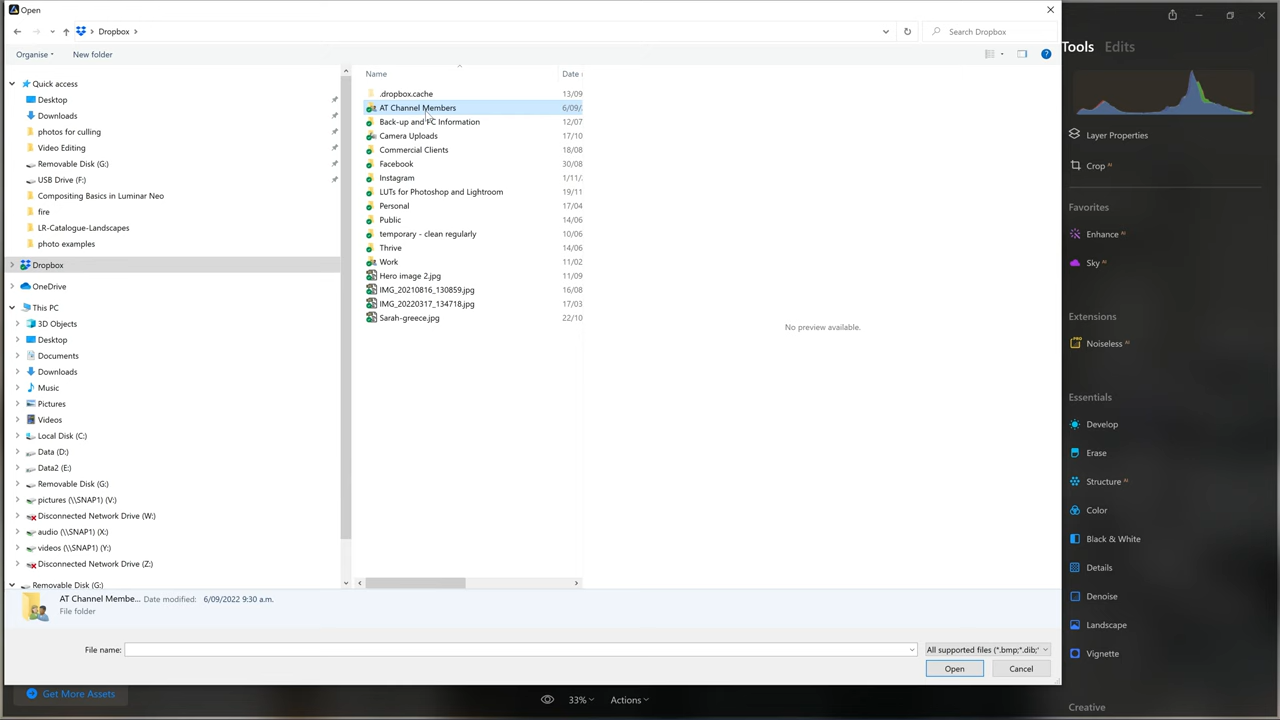 Open
Dropbox
Search Dropbox
Organise
New folder
Quick access
Desktop
Downloads
photos for culling
Video Editing
Removable Disk (G:)
USB Drive (F:)
Compositing Basics in Luminar Neo
fire
LR-Catalogue-Landscapes
photo examples
Dropbox
OneDrive
This PC
3D Objects
Desktop
Documents
Downloads
Music
Pictures
Videos
Local Disk (C:)
Data (D:)
Data2 (E:)
Removable Disk (G:)
pictures (\\SNAP1) (V:)
Disconnected Network Drive (W:)
audio (\\SNAP1) (X:)
videos (\\SNAP1) (Y:)
Disconnected Network Drive (Z:)
Removable Disk (G:)
Name Date
.dropbox.cache 13/09
AT Channel Members 6/09/
Back-up and PC Information 12/07
Camera Uploads 17/10
Commercial Clients 18/08
Facebook 30/08
Instagram 1/11/
LUTs for Photoshop and Lightroom 19/11
Personal 17/04
Public 14/06
temporary - clean regularly 10/06
Thrive 14/06
Work 11/02
Hero image 2.jpg 11/09
IMG_20210816_130859.jpg 16/08
IMG_20220317_134718.jpg 17/03
Sarah-greece.jpg 22/10
No preview available.
AT Channel Membe... Date modified: 6/09/2022 9:30 a.m.
File folder
File name:
All supported files (*.bmp;*.dib;*
Open
Cancel
Get More Assets
33%
Actions
Tools Edits
Layer Properties
Crop AI
Favorites
Enhance AI
Sky AI
Extensions
Noiseless AI
Essentials
Develop
Erase
Structure AI
Color
Black & White
Details
Denoise
Landscape
Vignette
Creative